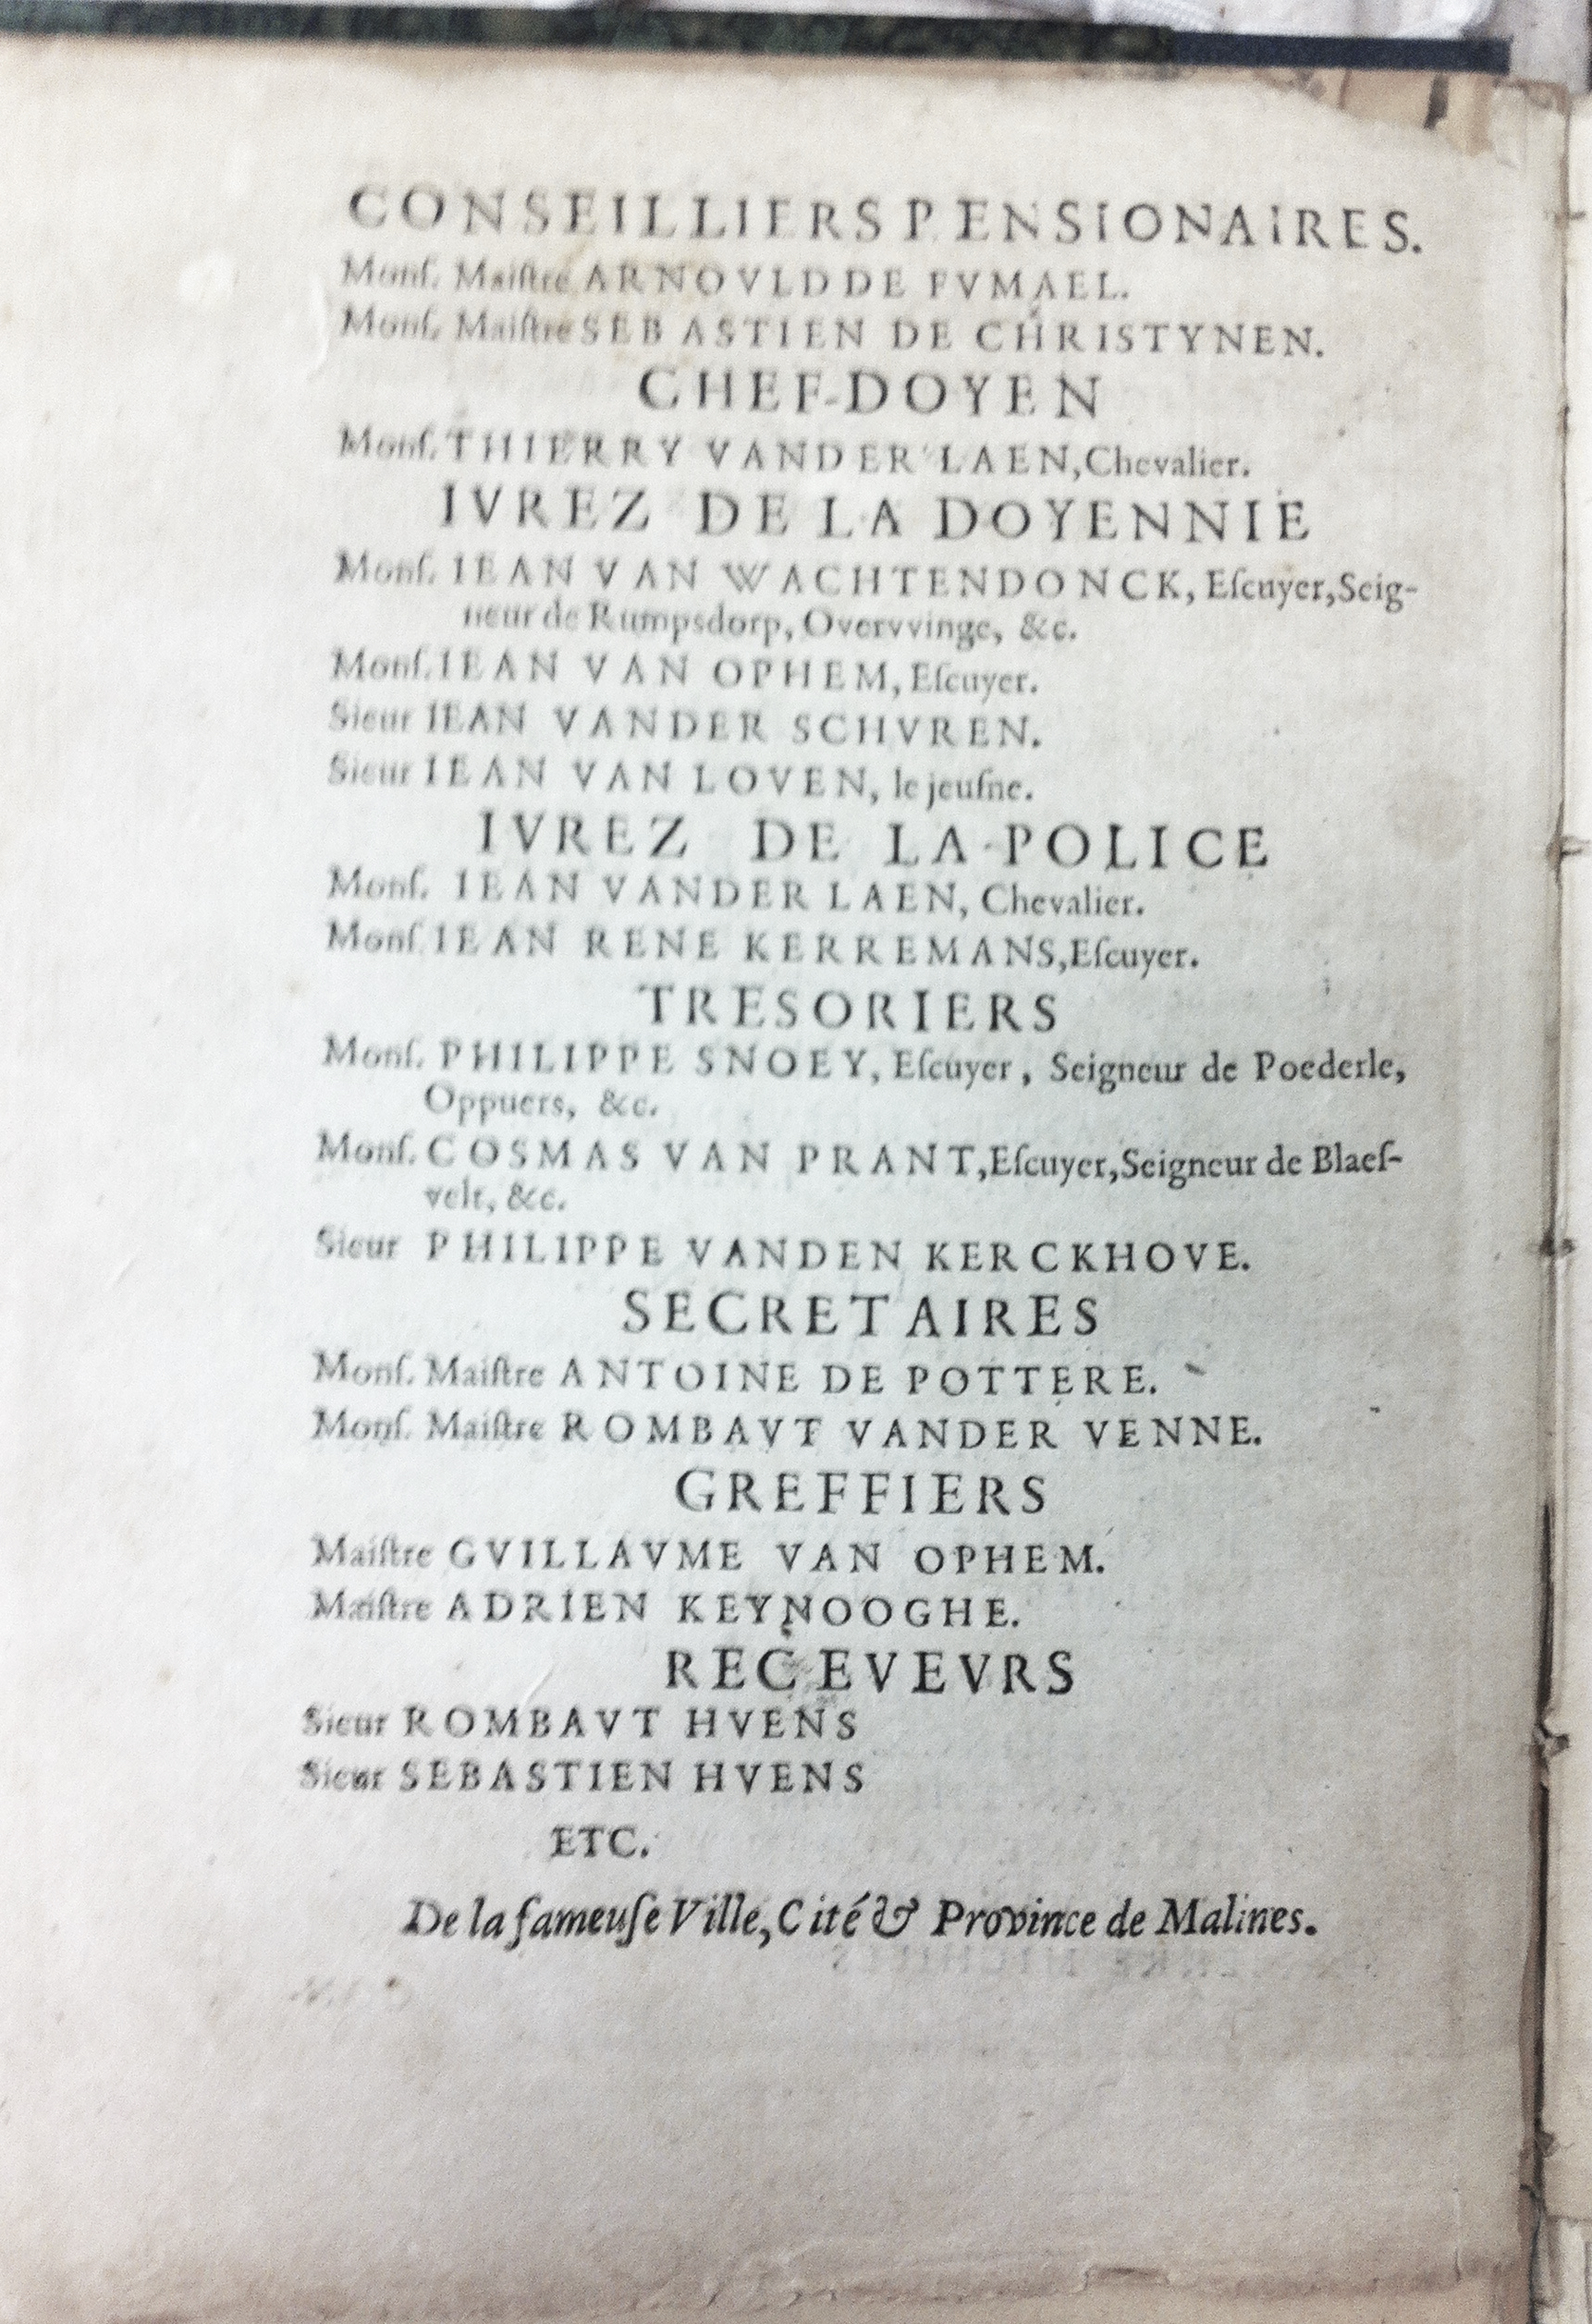 CONSEILLIERS PENSIONAIRES.
Monſ. Maiſtre ARNOVLD DE FVMAEL.
Monſ. Maiſtre SEBASTIEN DE CHRISTYNEN.
CHEF-DOYEN
Monſ. THIERRY VANDER LAEN, Chevalier.
IVREZ DE LA DOYENNIE
Monſ. IEAN VAN WACHTENDONCK, Eſcuyer, Seig-
neur de Rumpsdorp, Overvvinge, &c.
Monſ. IEAN VAN OPHEM, Eſcuyer.
Sieur IEAN VANDER SCHVREN.
Sieur IEAN VAN LOVEN, le jeuſne.
IVREZ DE LA POLICE
Monſ. IEAN VANDER LAEN, Chevalier.
Monſ. IEAN RENE KERREMANS, Eſcuyer.
TRESORIERS
Monſ. PHILIPPE SNOEY, Eſcuyer, Seigneur de Poederle,
Oppuers, &c.
Monſ. COSMAS VAN PRANT, Eſcuyer, Seigneur de Blaeſ-
velt, &c.
Sieur PHILIPPE VANDEN KERCKHOVE.
SECRETAIRES
Monſ. Maiſtre ANTOINE DE POTTERE.
Monſ. Maiſtre ROMBAVT VANDER VENNE.
GREFFIERS
Maiſtre GVILLAVME VAN OPHEM.
Maiſtre ADRIEN KEYNOOGHE.
RECEVEVRS
Sieur ROMBAVT HVENS
Sieur SEBASTIEN HVENS
ETC.
De la fameuſe Ville, Cité & Province de Malines.